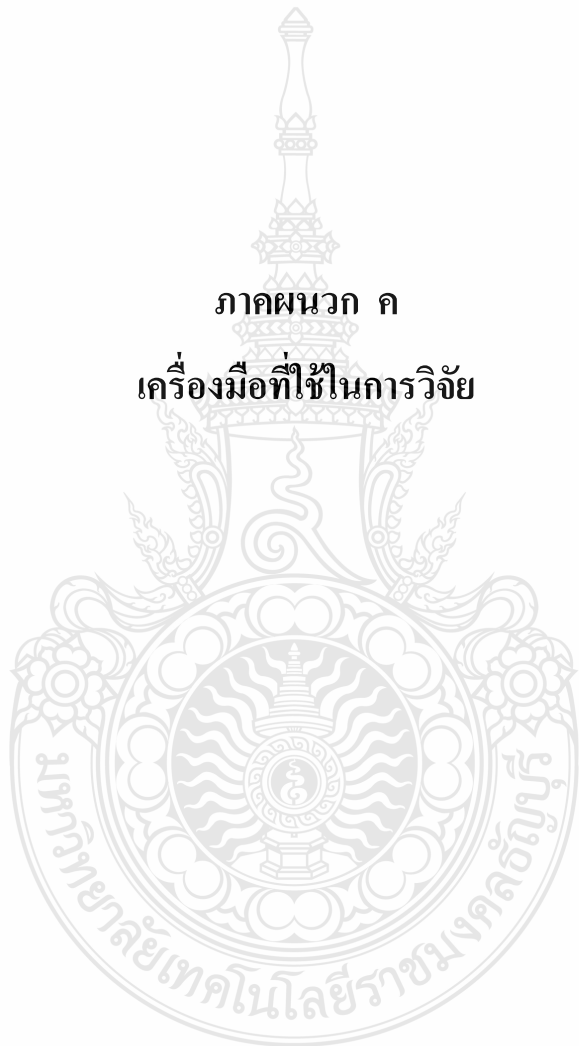 ภาคผนวก ค
เครื่องมือที่ใช้ในการวิจัย
มหาวิทยาลัยเทคโนโลยีราชมงคลธัญบุรี